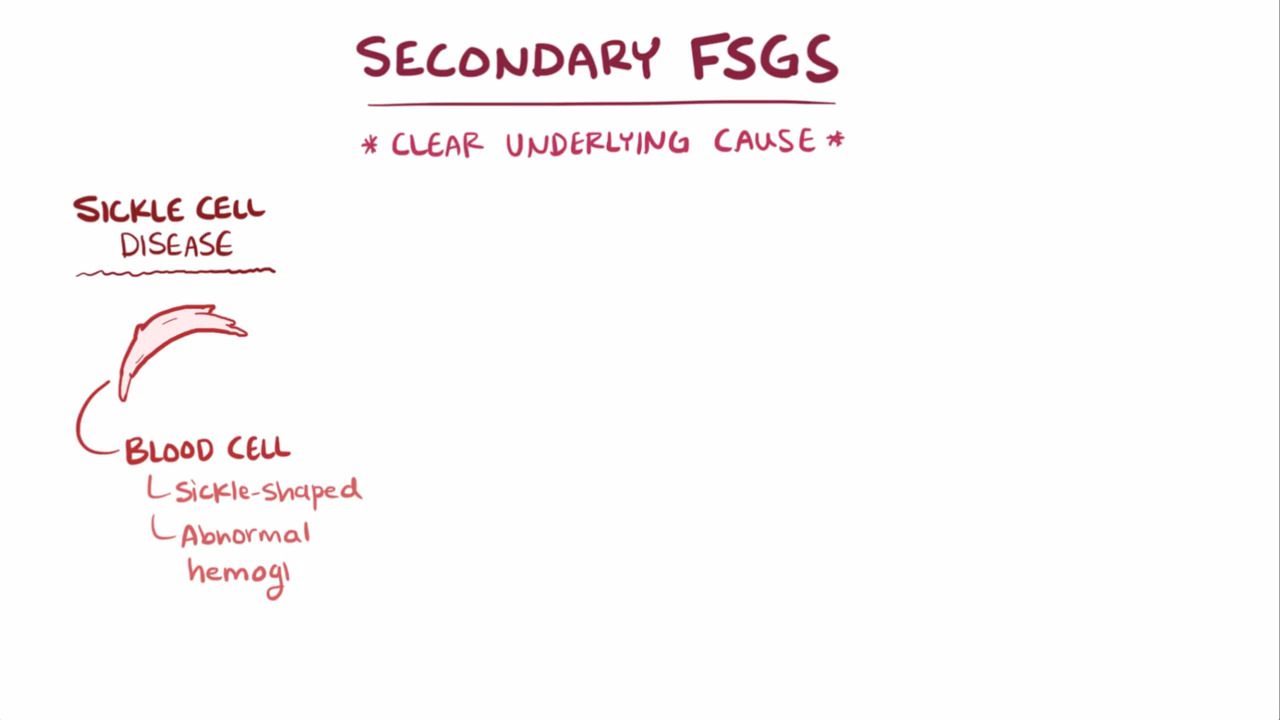 SECONDARY FSGS
* CLEAR UNDERLYING CAUSE *
SICKLE CELL
DISEASE
BLOOD CELL
Sickle-shaped
Abnormal
hemogl